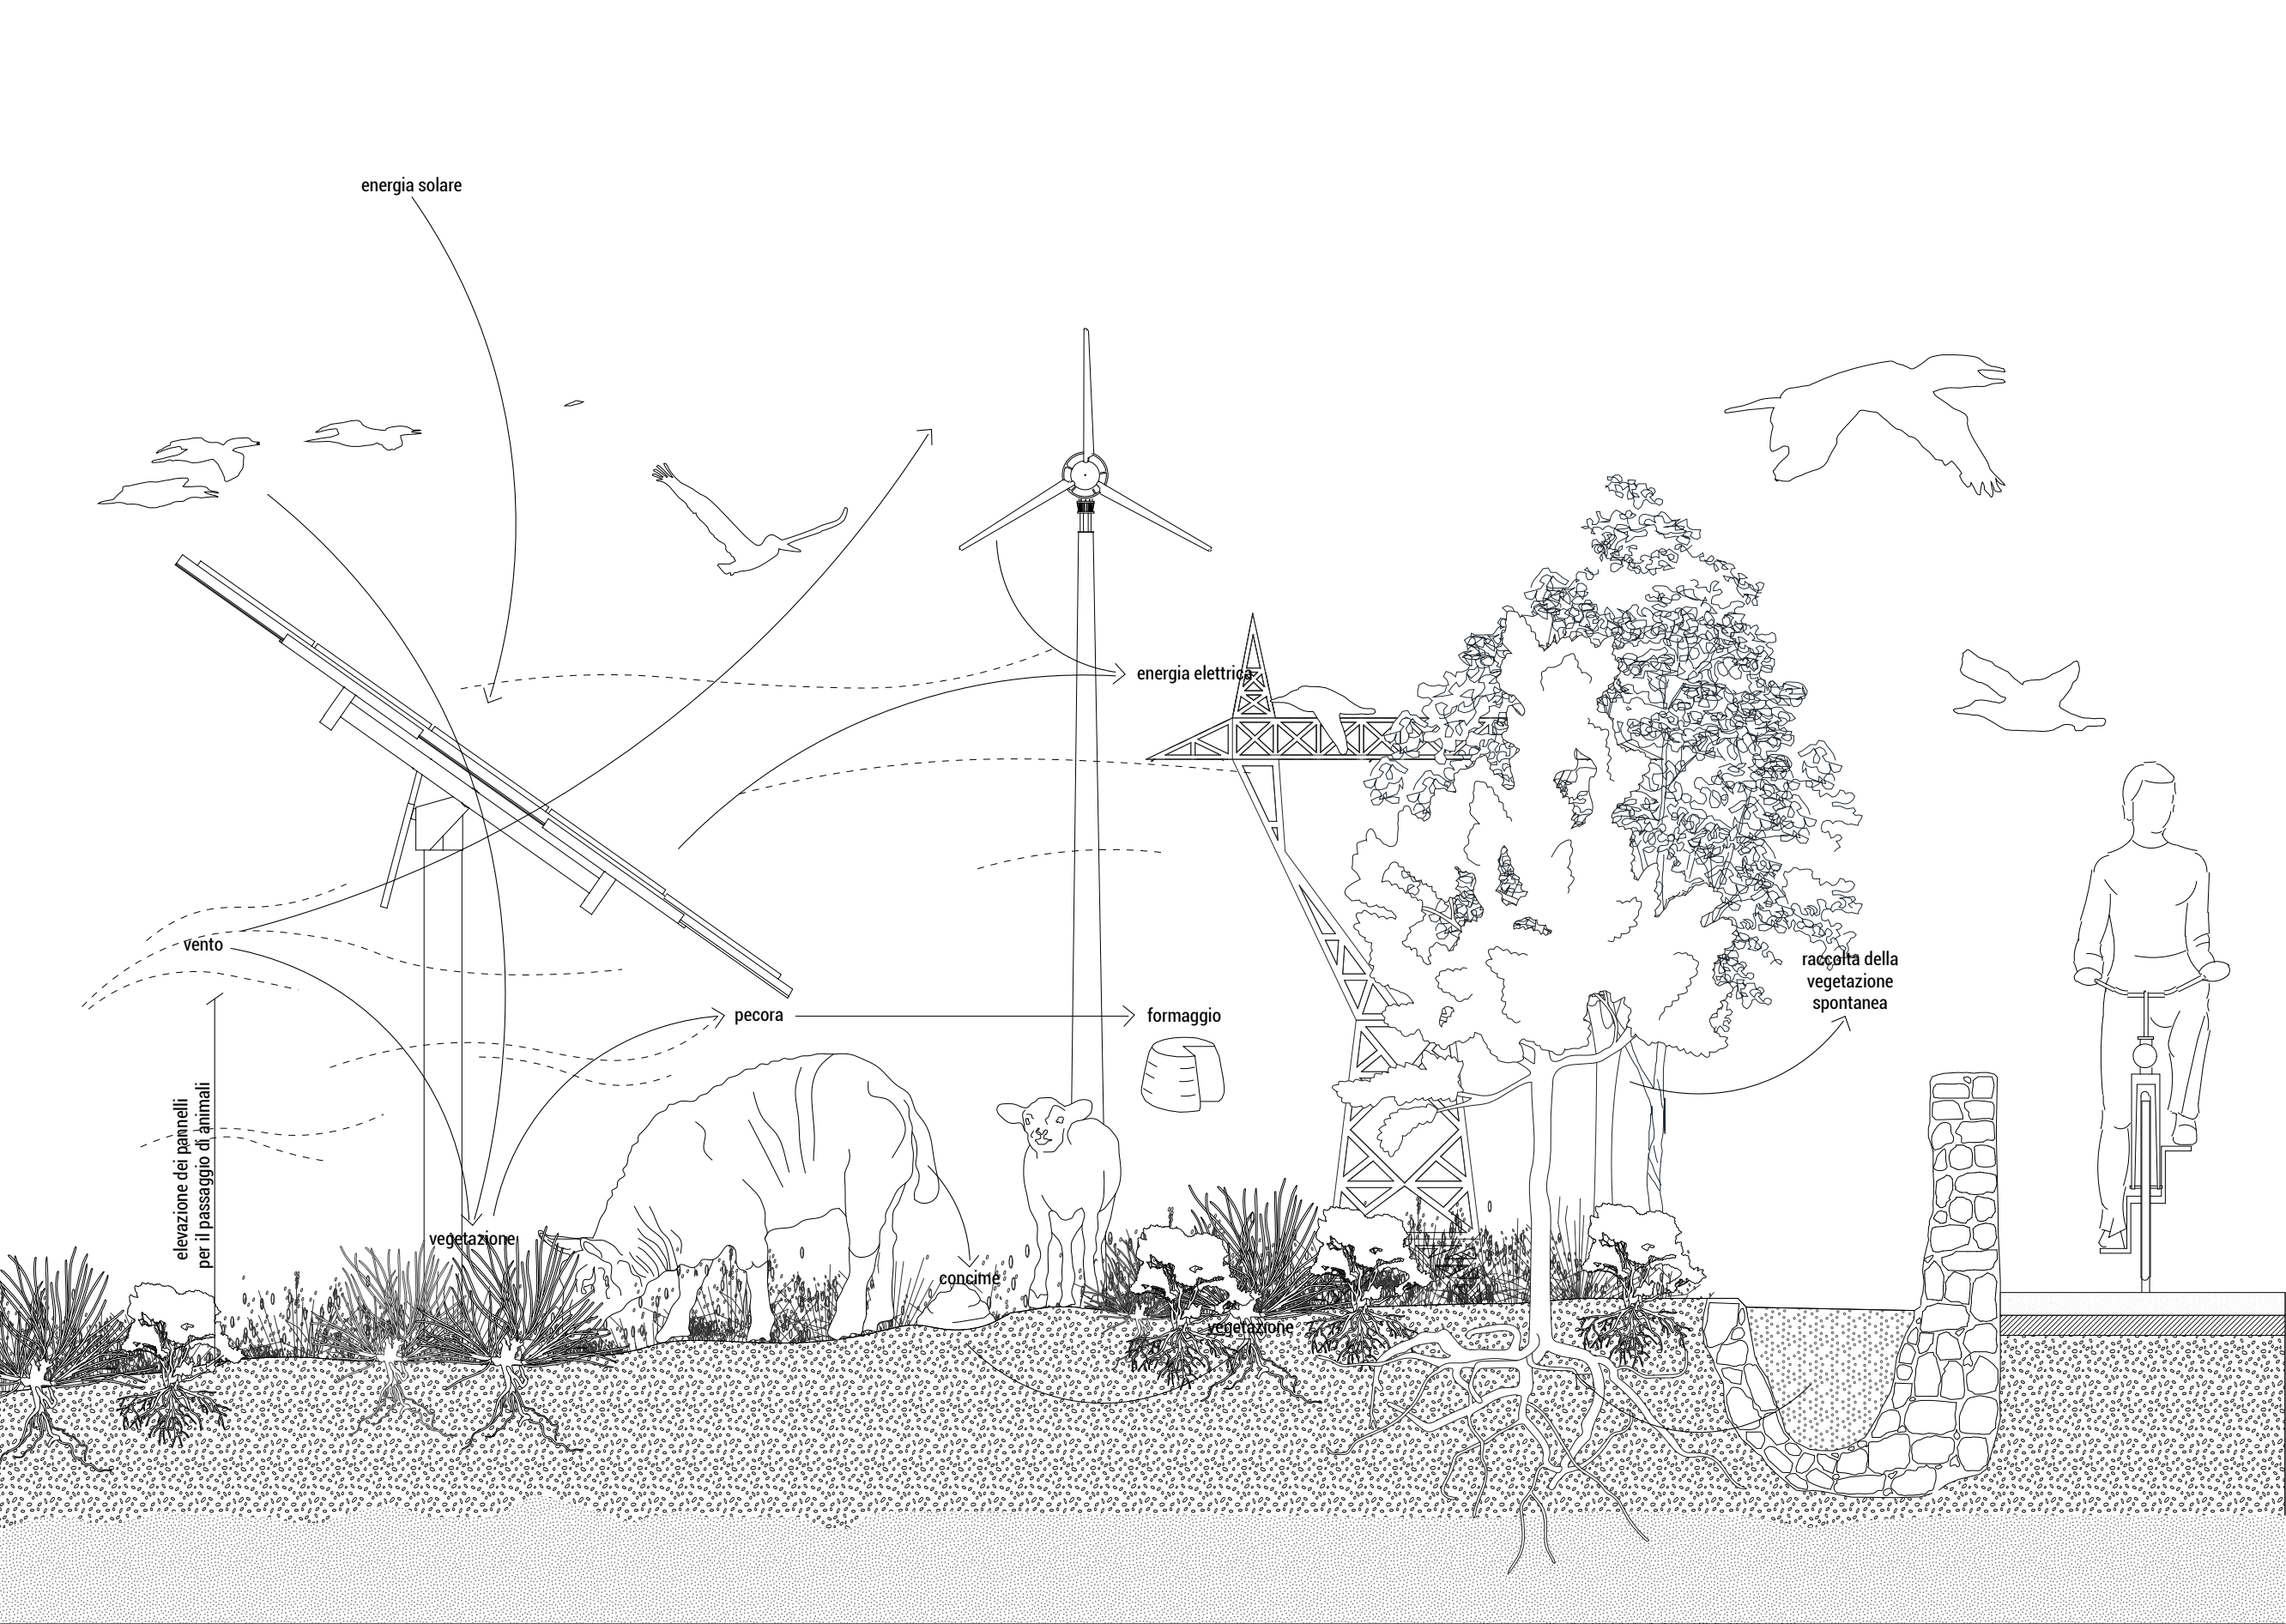 energia solare
energia elettrica
vento
raccolta della
vegetazione
spontanea
pecora
formaggio
elevazione dei pannelli
per il passaggio di animali
vegetazione
concime
vegetazione